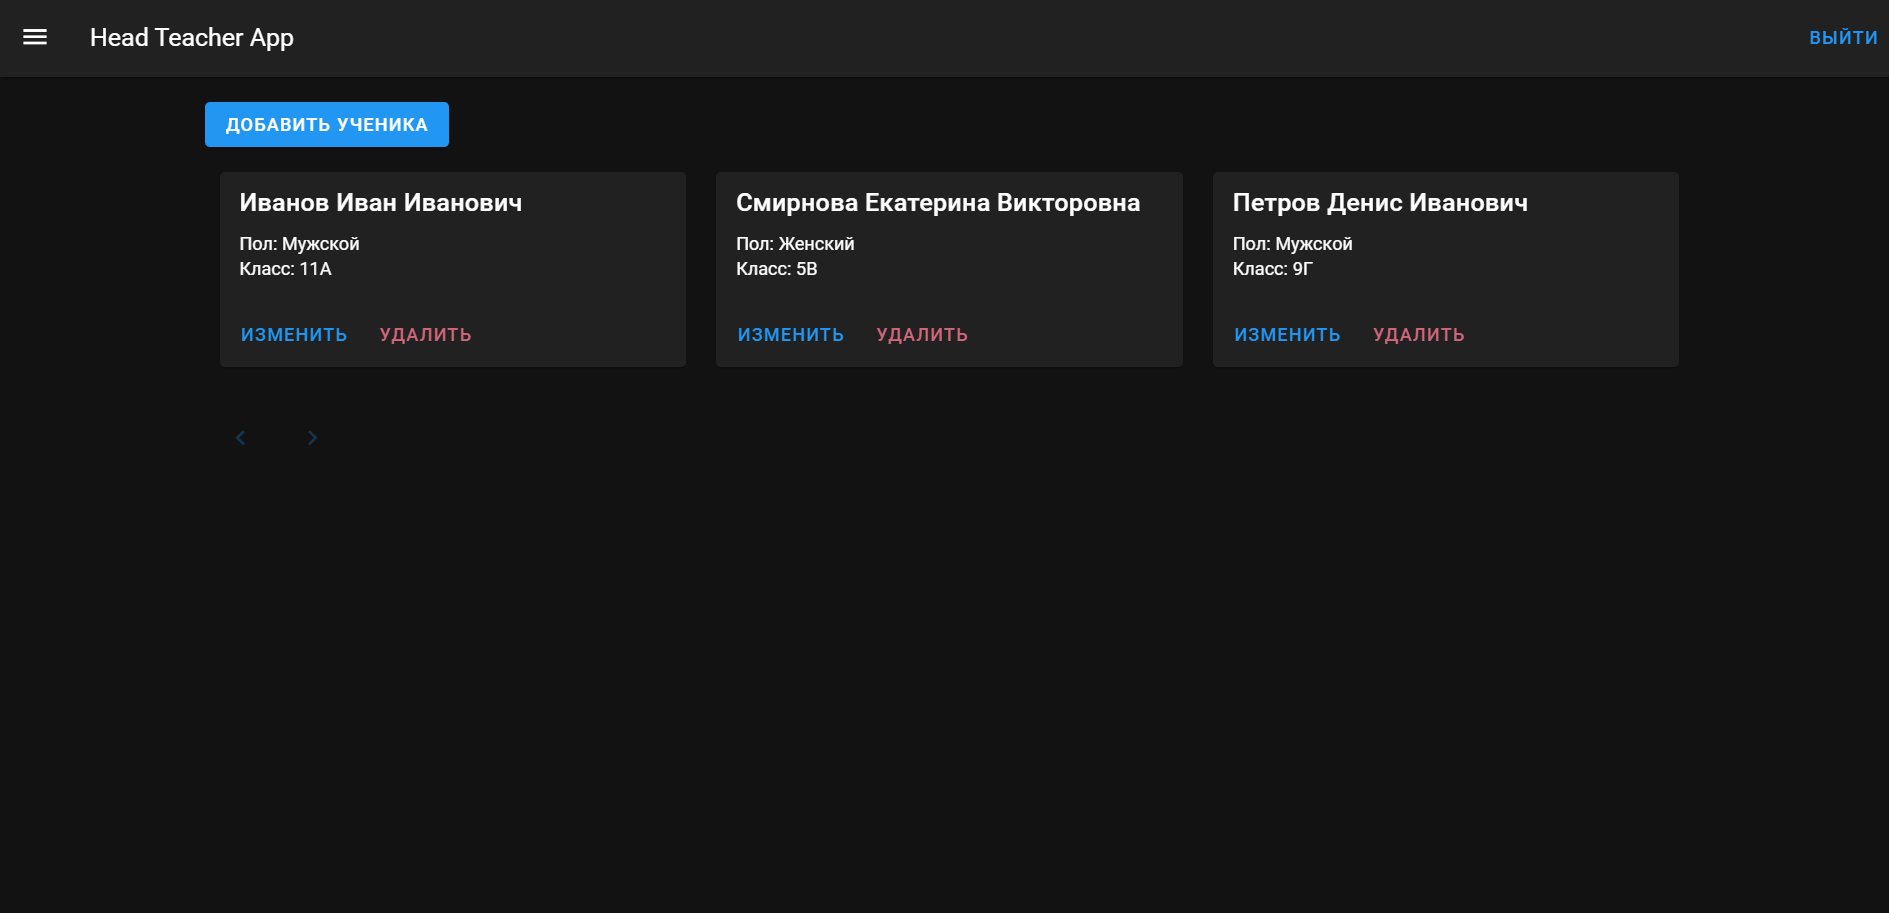 Head Teacher App
ВЫЙТИ
ДОБАВИТЬ УЧЕНИКА
Иванов Иван Иванович
Пол: Мужской
Класс: 11А
ИЗМЕНИТЬ УДАЛИТЬ
Смирнова Екатерина Викторовна
Пол: Женский
Класс: 5В
ИЗМЕНИТЬ УДАЛИТЬ
Петров Денис Иванович
Пол: Мужской
Класс: 9Г
ИЗМЕНИТЬ УДАЛИТЬ